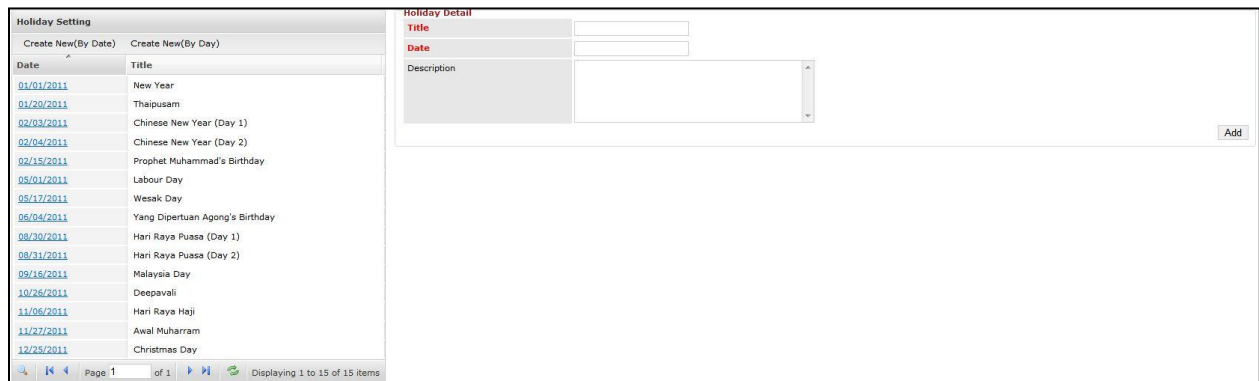 Holiday Setting
Create New(By Date) Create New(By Day)
Date Title
01/01/2011 New Year
01/20/2011 Thaipusam
02/03/2011 Chinese New Year (Day 1)
02/04/2011 Chinese New Year (Day 2)
02/15/2011 Prophet Muhammad's Birthday
05/01/2011 Labour Day
05/17/2011 Wesak Day
06/04/2011 Yang Dipertuan Agong's Birthday
08/30/2011 Hari Raya Puasa (Day 1)
08/31/2011 Hari Raya Puasa (Day 2)
09/16/2011 Malaysia Day
10/26/2011 Deepavali
11/06/2011 Hari Raya Haji
11/27/2011 Awal Muharram
12/25/2011 Christmas Day
Page 1 of 1 Displaying 1 to 15 of 15 items
Holiday Detail
Title
Date
Description
Add